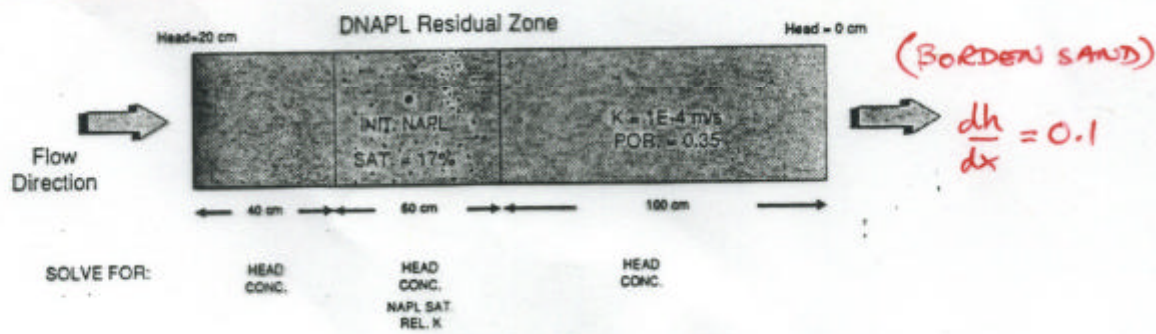 DNAPL Residual Zone
Head=20 cm
Head = 0 cm
(BORDEN SAND)
dh/dx = 0.1
Flow
Direction
INIT. NAPL
SAT. = 17%
K = 1E-4 m/s
POR. = 0.35
40 cm
60 cm
100 cm
SOLVE FOR:
HEAD
CONC.
HEAD
CONC.
NAPL SAT.
REL. K
HEAD
CONC.